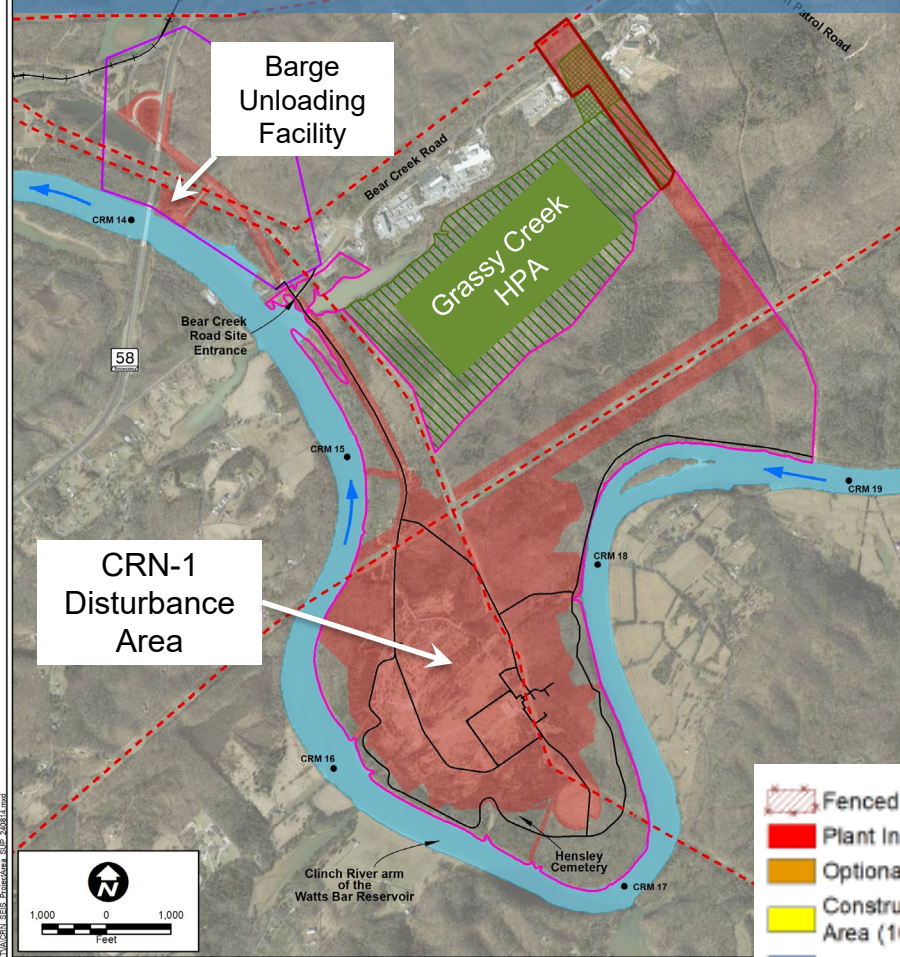 Patrol Road
Barge
Unloading
Facility
Bear Creek Road
CRM 14
Grassy Creek
HPA
Bear Creek
Road Site
Entrance
58
CRM 15
CRM 19
CRM 18
CRN-1
Disturbance
Area
CRM 16
Hensley
Cemetery
Clinch River arm
of the
Watts Bar Reservoir
CRM 17
N
1,000 0 1,000
Feet
Fenced
Plant In
Optiona
Constru
Area (10